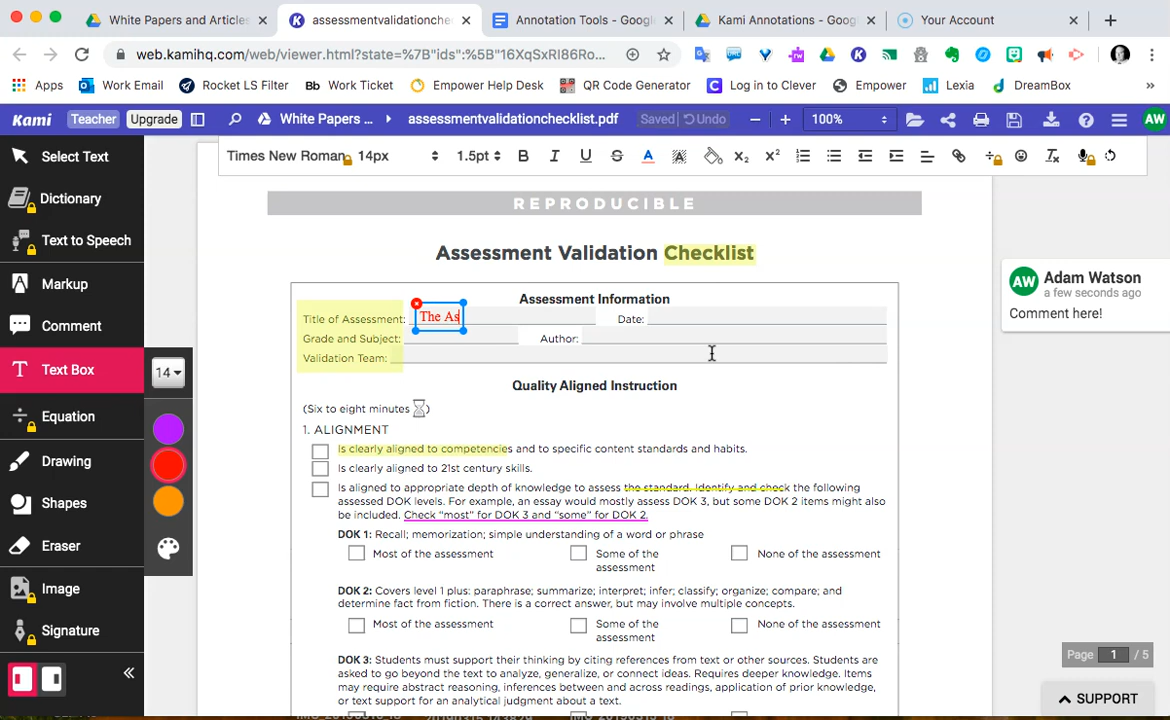 White Papers and Articles
assessmentvalidationche
Annotation Tools - Google
Kami Annotations - Goog
Your Account
web.kamihq.com/web/viewer.html?state=%7B"ids"%3A%5B"16XqSxRI86Ro...
Apps
Work Email
Rocket LS Filter
Bb Work Ticket
Empower Help Desk
QR Code Generator
Log in to Clever
Empower
Lexia
DreamBox
Kami Teacher Upgrade White Papers ... assessmentvalidationchecklist.pdf Saved Undo 100% AW
Times New Roman 14px 1.5pt B I U S A
Select Text
Dictionary
Text to Speech
Markup
Comment
Text Box
14
Equation
Drawing
Shapes
Eraser
Image
Signature
REPRODUCIBLE
Assessment Validation Checklist
Assessment Information
Title of Assessment: The As Date:
Grade and Subject: Author:
Validation Team:
Quality Aligned Instruction
(Six to eight minutes )
1. ALIGNMENT
Is clearly aligned to competencies and to specific content standards and habits.
Is clearly aligned to 21st century skills.
Is aligned to appropriate depth of knowledge to assess the standard. Identify and check the following
assessed DOK levels. For example, an essay would mostly assess DOK 3, but some DOK 2 items might also
be included. Check “most” for DOK 3 and “some” for DOK 2.
DOK 1: Recall; memorization; simple understanding of a word or phrase
Most of the assessment
Some of the
assessment
None of the assessment
DOK 2: Covers level 1 plus: paraphrase; summarize; interpret; infer; classify; organize; compare; and
determine fact from fiction. There is a correct answer, but may involve multiple concepts.
Most of the assessment
Some of the
assessment
None of the assessment
DOK 3: Students must support their thinking by citing references from text or other sources. Students are
asked to go beyond the text to analyze, generalize, or connect ideas. Requires deeper knowledge. Items
may require abstract reasoning, inferences between and across readings, application of prior knowledge,
or text support for an analytical judgment about a text.
AW Adam Watson
a few seconds ago
Comment here!
Page 1 / 5
SUPPORT